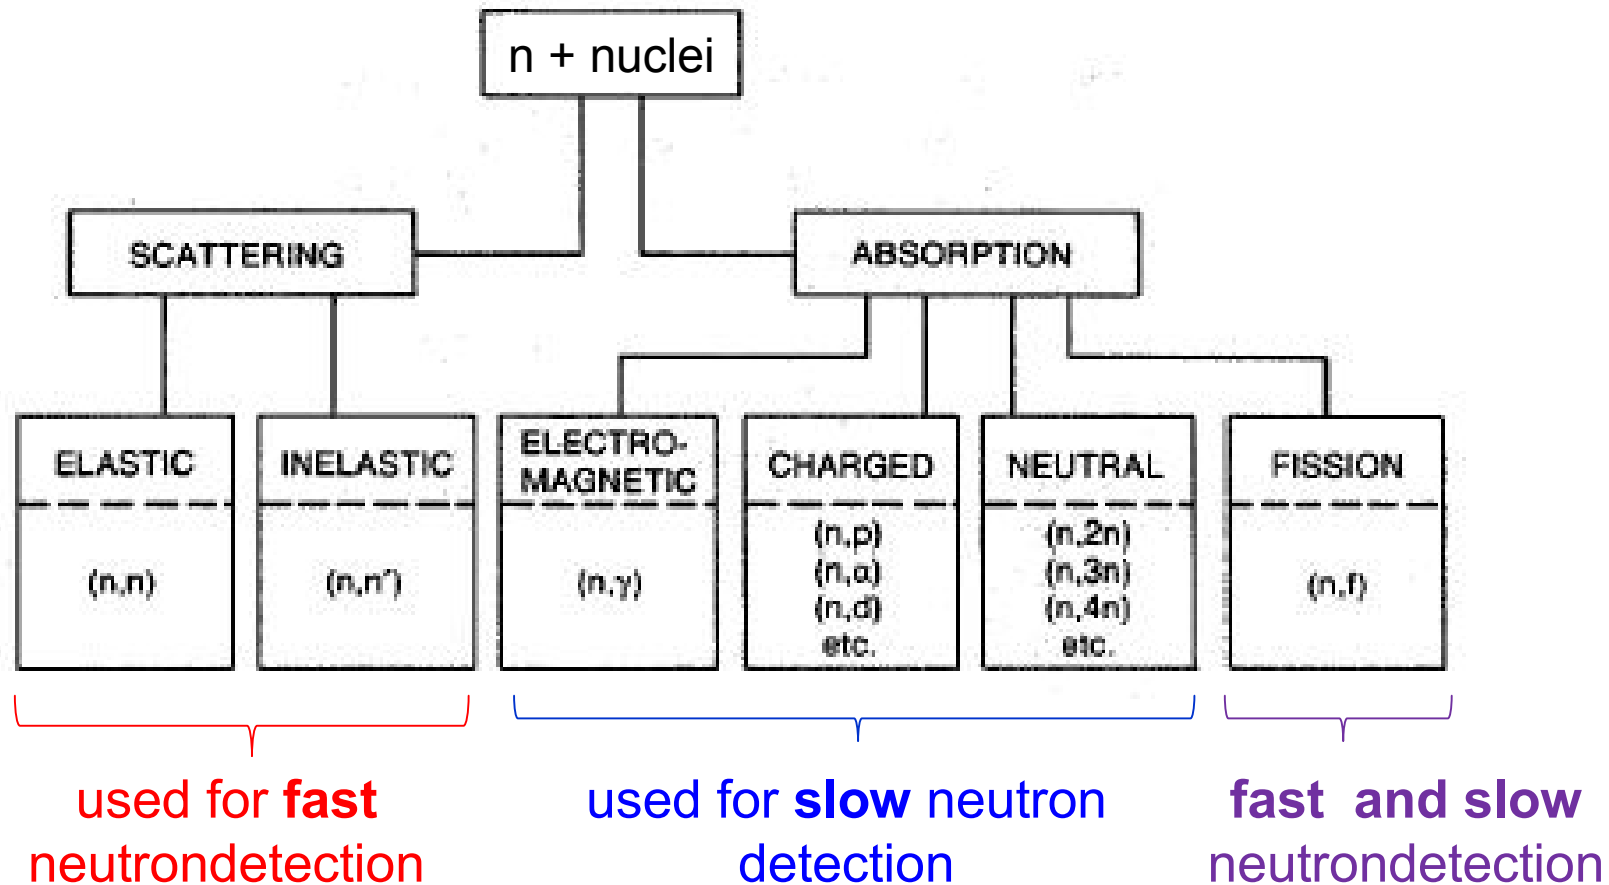 n + nuclei
SCATTERING
ABSORPTION
ELASTIC
(n,n)
INELASTIC
(n,n′)
ELECTRO-
MAGNETIC
(n,γ)
CHARGED
(n,p)
(n,α)
(n,d)
etc.
NEUTRAL
(n,2n)
(n,3n)
(n,4n)
etc.
FISSION
(n,f)
used for fast
neutrondetection
used for slow neutron
detection
fast and slow
neutrondetection